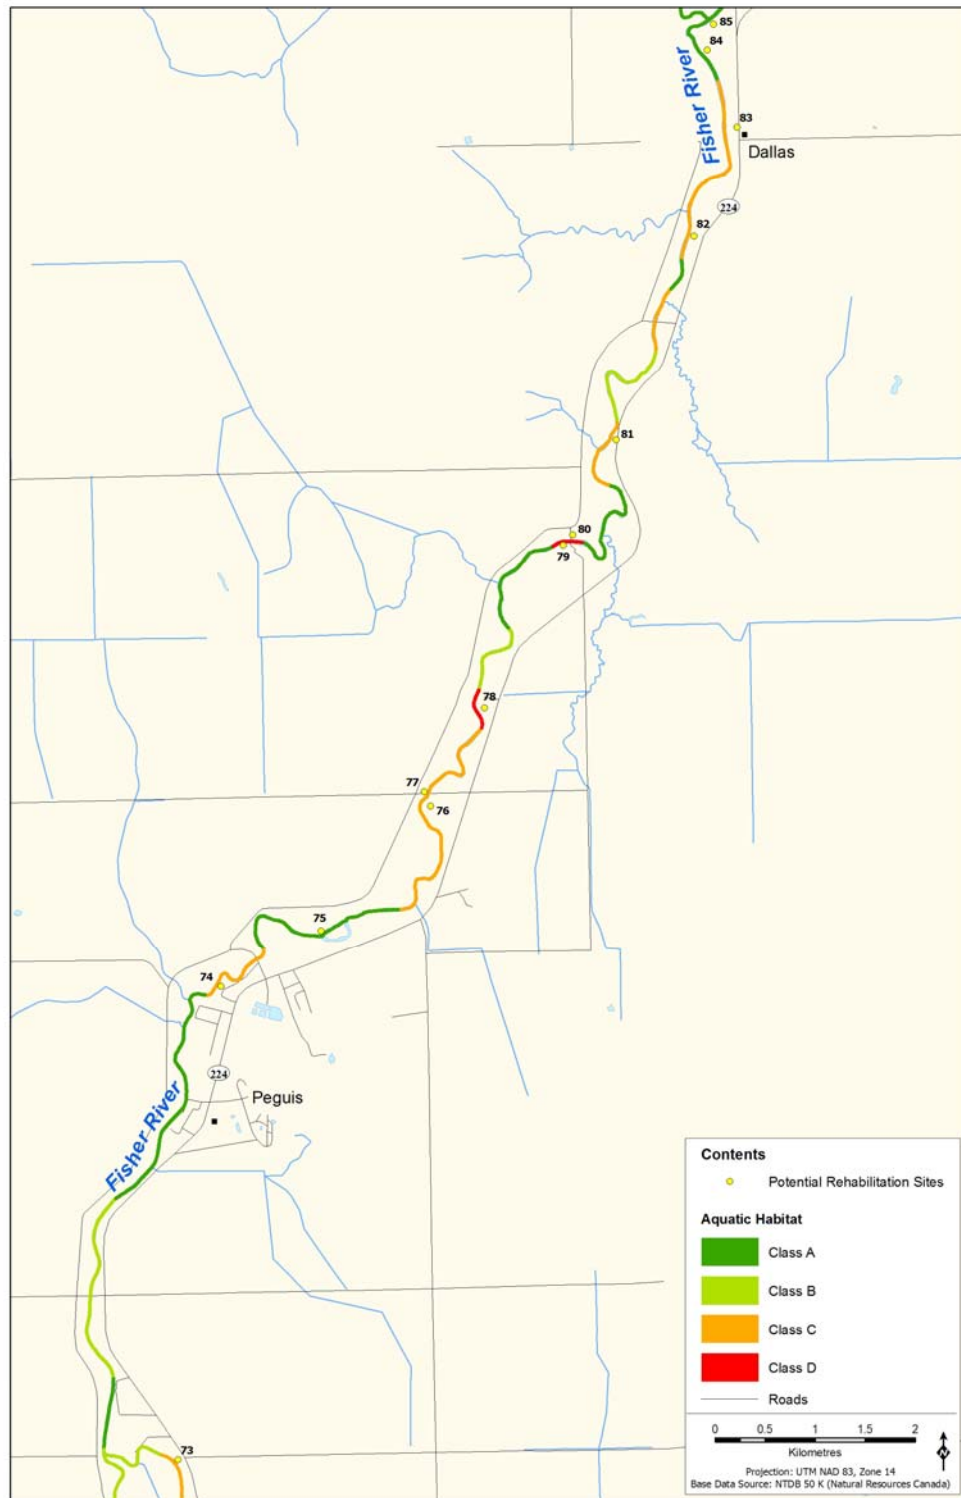 85
84
Fisher River
83
Dallas
224
82
81
80
79
78
77
76
75
74
224
Peguis
Fisher River
73
Contents
Potential Rehabilitation Sites
Aquatic Habitat
Class A
Class B
Class C
Class D
Roads
0 0.5 1 2
Kilometres
N
Projection: UTM NAD 83, Zone 14
Base Data Source: NTDB 50 K (Natural Resources Canada)